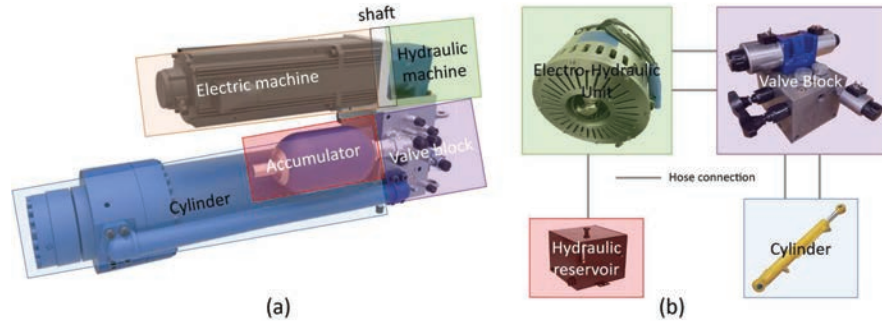 shaft
Electric machine
Hydraulic
machine
Accumulator
Valve block
Cylinder
(a)
Electro-Hydraulic
Unit
Valve Block
Hose connection
Hydraulic
reservoir
Cylinder
(b)